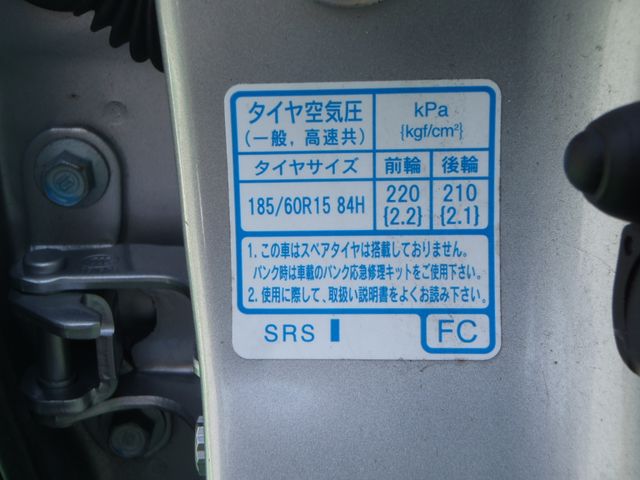 タイヤ空気圧
(一般,高速共)
kPa
{kgf/cm²}
タイヤサイズ 前輪 後輪
185/60R15 84H 220 210
{2.2} {2.1}
1. この車はスペアタイヤは搭載しておりません。
パンク時は車載のパンク応急修理キットをご使用下さい。
2. 使用に際して、取扱い説明書をよくお読み下さい。
SRS FC